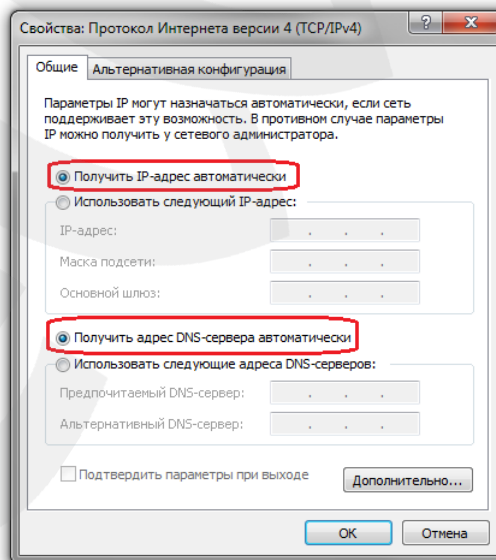 Свойства: Протокол Интернета версии 4 (TCP/IPv4)
Общие
Альтернативная конфигурация
Параметры IP могут назначаться автоматически, если сеть
поддерживает эту возможность. В противном случае параметры
IP можно получить у сетевого администратора.
Получить IP-адрес автоматически
Использовать следующий IP-адрес:
IP-адрес:
Маска подсети:
Основной шлюз:
Получить адрес DNS-сервера автоматически
Использовать следующие адреса DNS-серверов:
Предпочитаемый DNS-сервер:
Альтернативный DNS-сервер:
Подтвердить параметры при выходе
Дополнительно...
ОК
Отмена